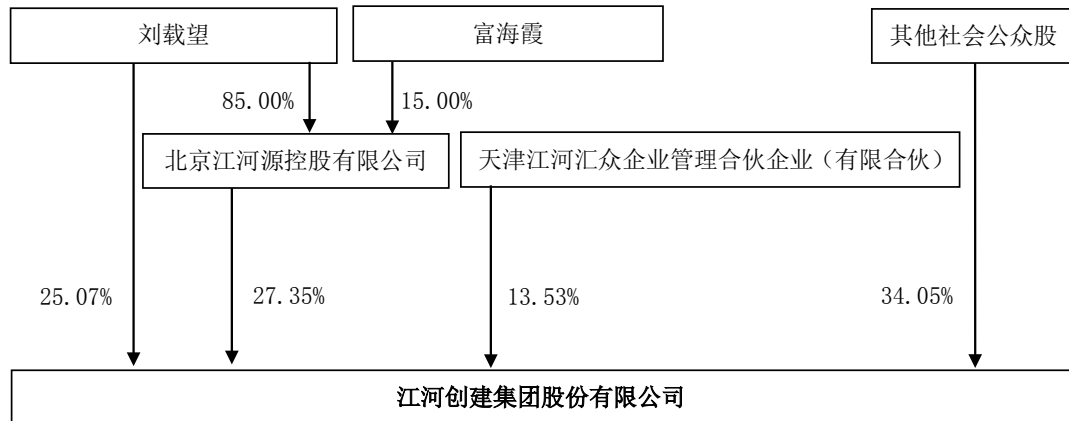 刘载望
富海霞
其他社会公众股
85.00%
15.00%
北京江河源控股有限公司
天津江河汇众企业管理合伙企业（有限合伙）
25.07%
27.35%
13.53%
34.05%
江河创建集团股份有限公司